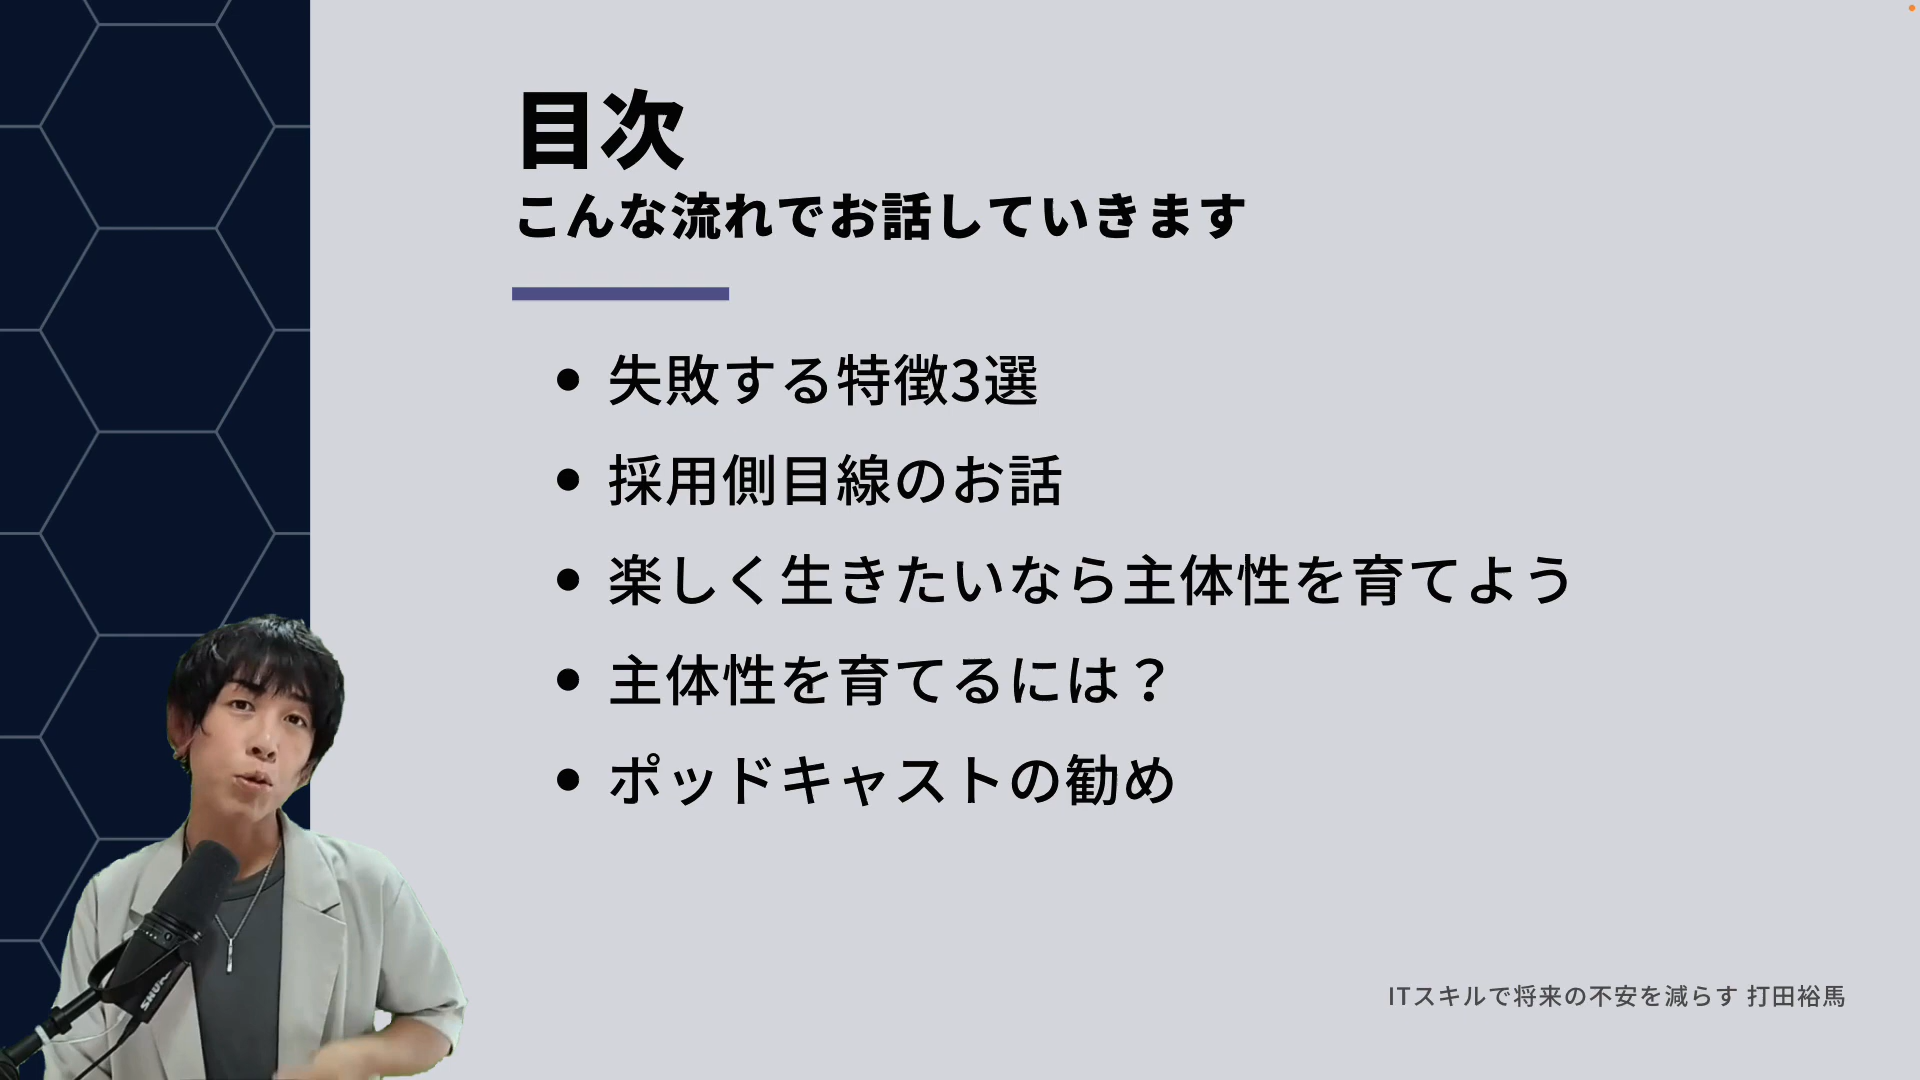 目次
こんな流れでお話していきます
失敗する特徴3選
採用側目線のお話
楽しく生きたいなら主体性を育てよう
主体性を育てるには？
ポッドキャストの勧め
SHURE
ITスキルで将来の不安を減らす 打田裕馬